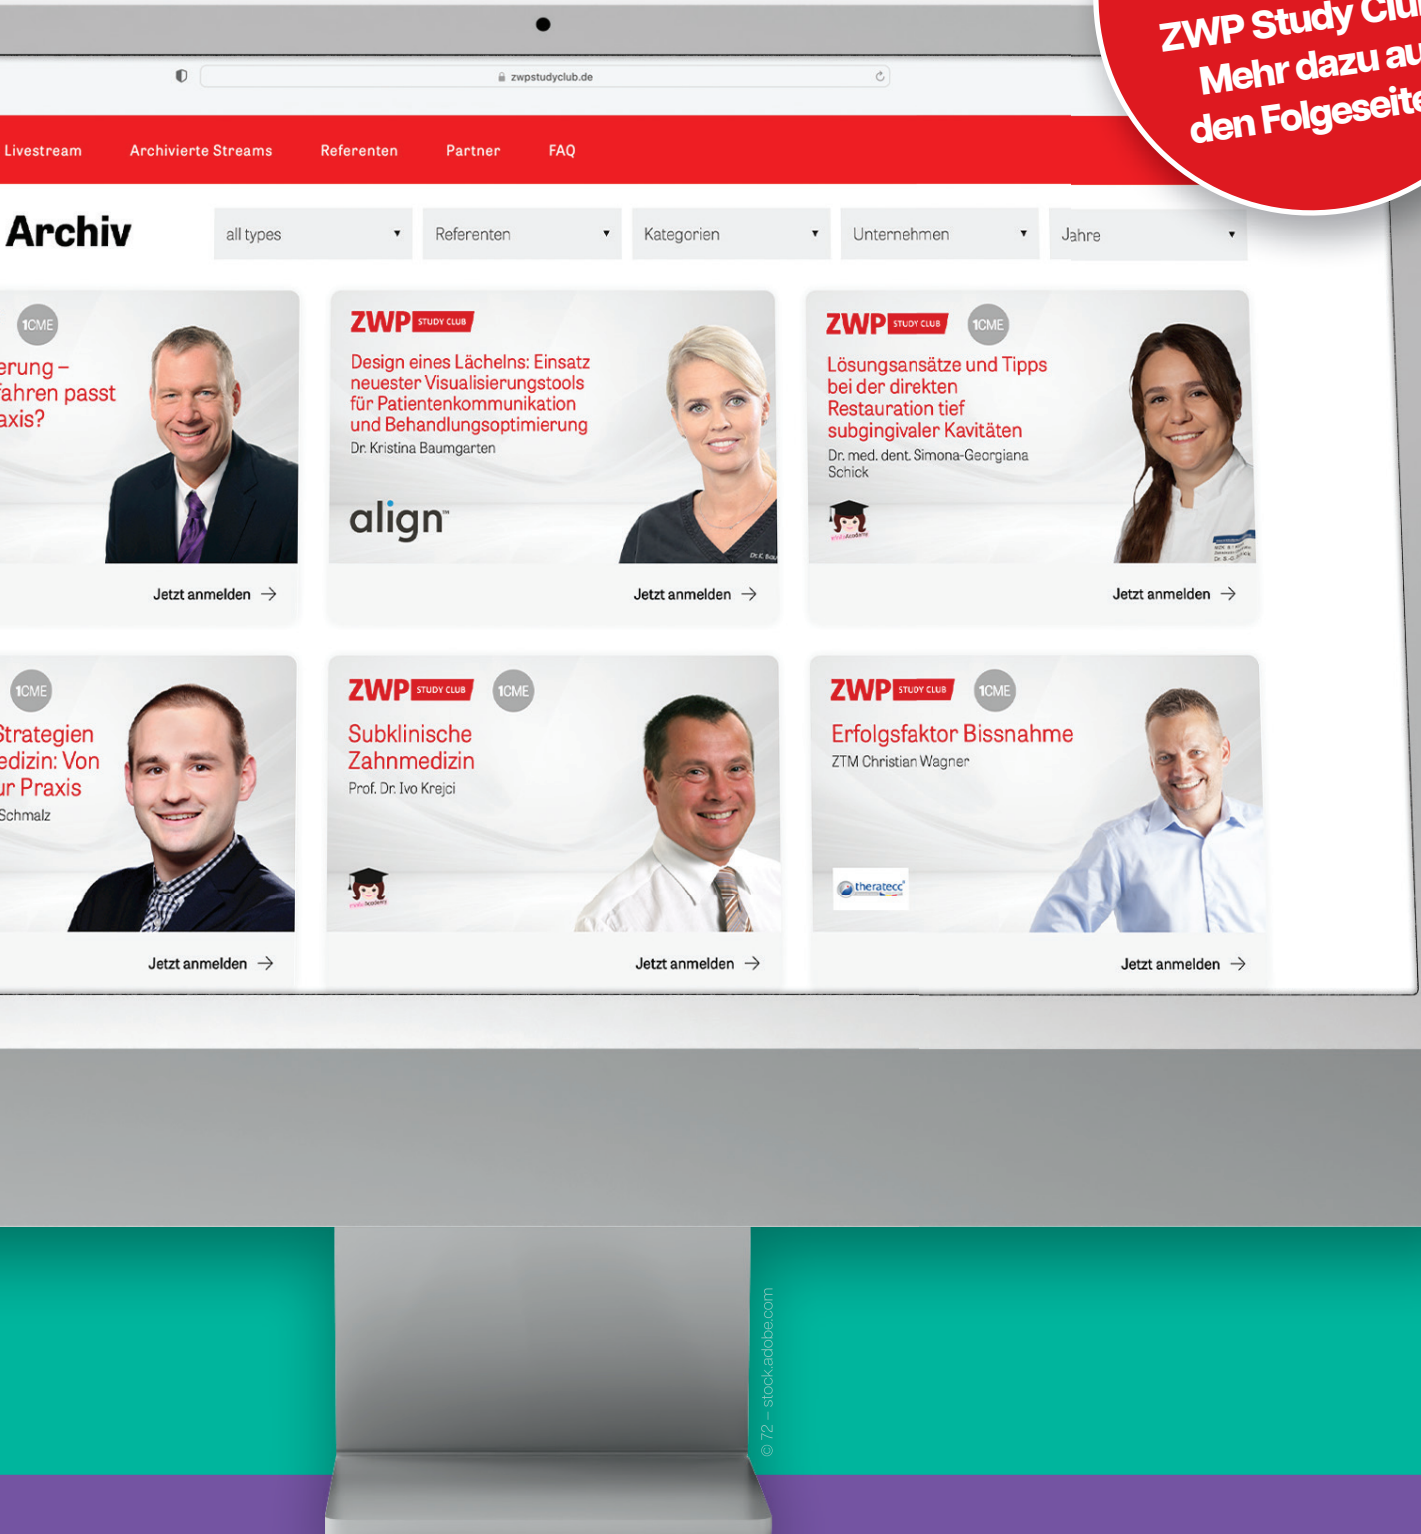 ZWP Study Club
Mehr dazu au
den Folgeseite
zwpstudyclub.de
Livestream
Archivierte Streams
Referenten
Partner
FAQ
Archiv
all types
Referenten
Kategorien
Unternehmen
Jahre
1CME
erung –
ahren passt
axis?
Jetzt anmelden
ZWP STUDY CLUB
Design eines Lächelns: Einsatz
neuester Visualisierungstools
für Patientenkommunikation
und Behandlungsoptimierung
Dr. Kristina Baumgarten
align™
Jetzt anmelden
ZWP STUDY CLUB
1CME
Lösungsansätze und Tipps
bei der direkten
Restauration tief
subgingivaler Kavitäten
Dr. med. dent. Simona-Georgiana
Schick
Jetzt anmelden
1CME
Strategien
edizin: Von
ur Praxis
Schmalz
Jetzt anmelden
ZWP STUDY CLUB
1CME
Subklinische
Zahnmedizin
Prof. Dr. Ivo Krejci
Jetzt anmelden
ZWP STUDY CLUB
1CME
Erfolgsfaktor Bissnahme
ZTM Christian Wagner
theratecc
Jetzt anmelden
© 72 – stock.adobe.com